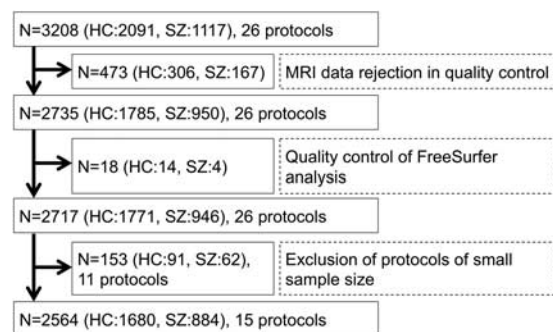 N=3208 (HC:2091, SZ:1117), 26 protocols
N=473 (HC:306, SZ:167)
MRI data rejection in quality control
N=2735 (HC:1785, SZ:950), 26 protocols
N=18 (HC:14, SZ:4)
Quality control of FreeSurfer
analysis
N=2717 (HC:1771, SZ:946), 26 protocols
N=153 (HC:91, SZ:62),
11 protocols
Exclusion of protocols of small
sample size
N=2564 (HC:1680, SZ:884), 15 protocols